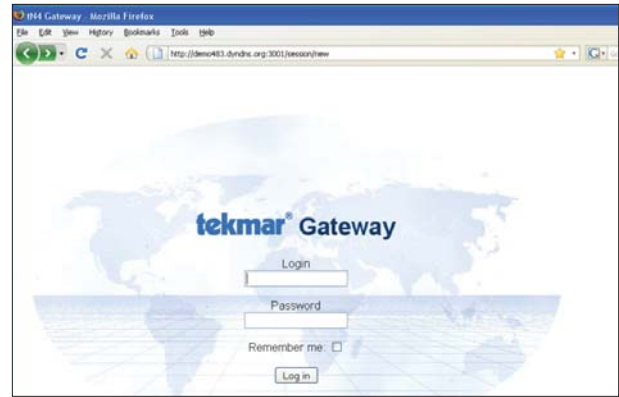 tN4 Gateway - Mozilla Firefox
File Edit View History Bookmarks Tools Help
http://demo483.dyndns.org:3001/session/new
tekmar® Gateway
Login
Password
Remember me:
Log in